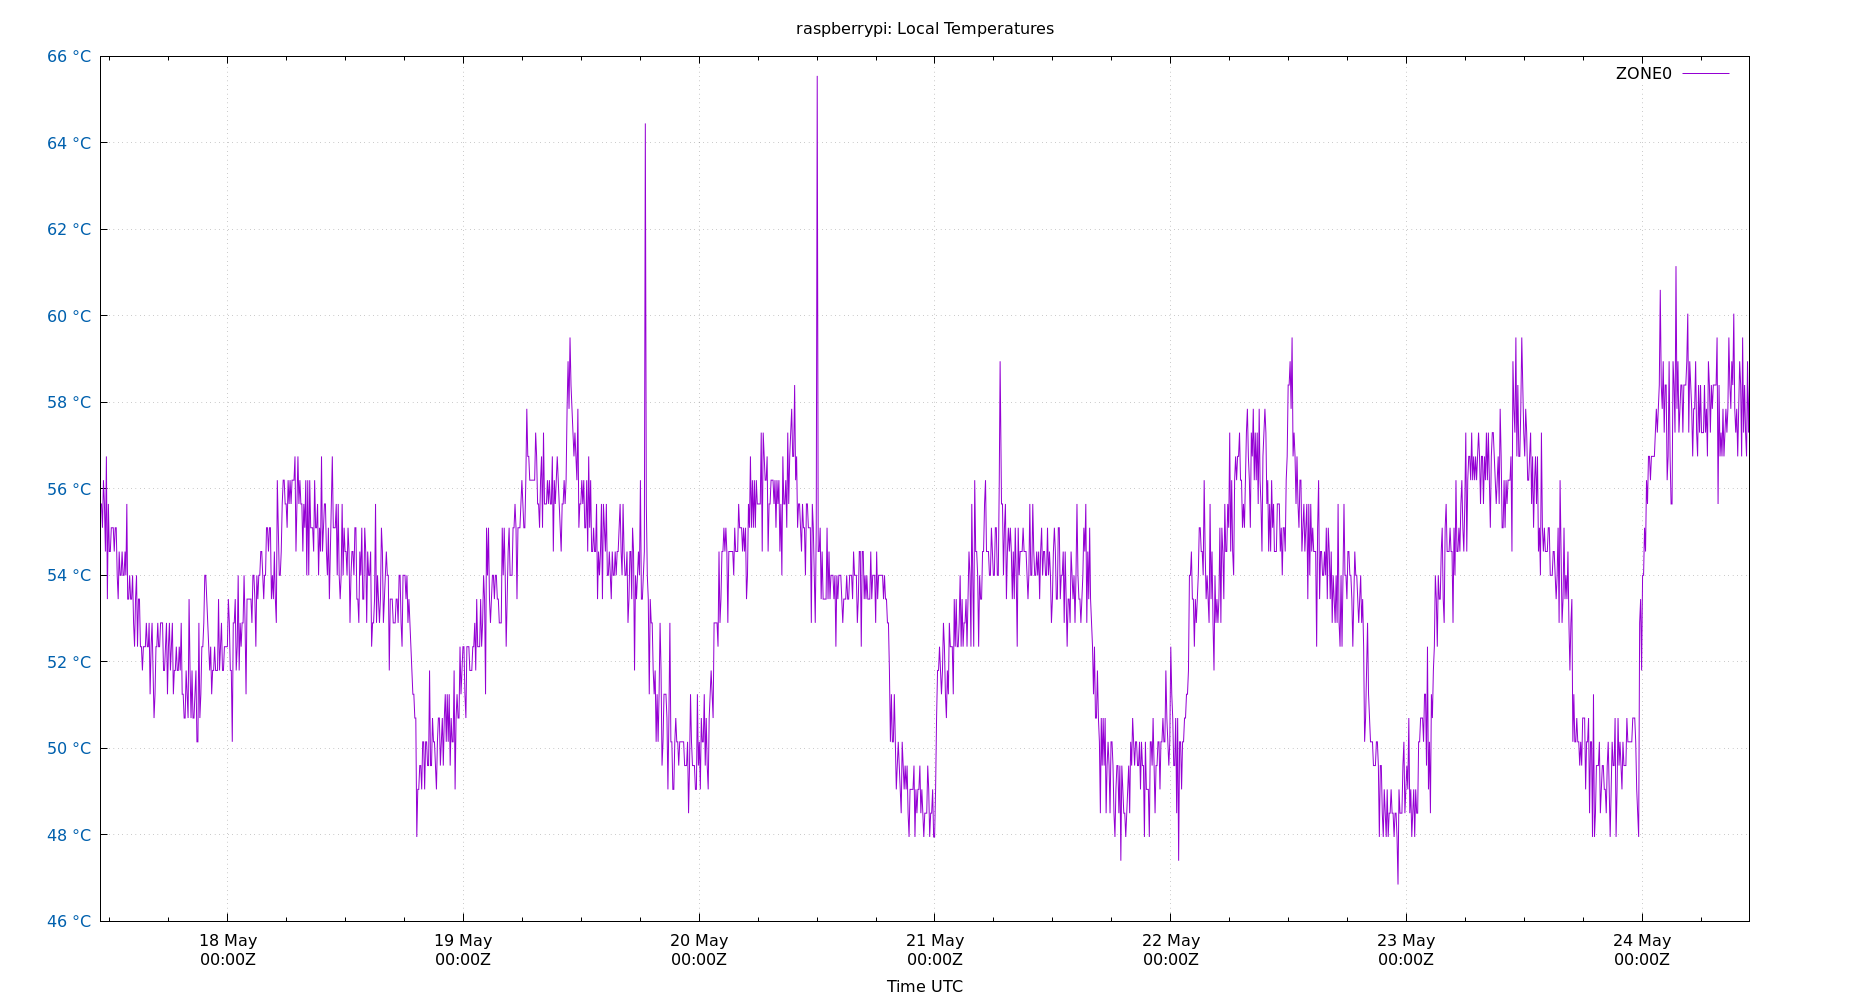 raspberrypi: Local Temperatures
66 °C
ZONE0
64 °C
62 °C
60 °C
58 °C
56 °C
54 °C
52 °C
50 °C
48 °C
46 °C
18 May 19 May 20 May 21 May 22 May 23 May 24 May
00:00Z 00:00Z 00:00Z 00:00Z 00:00Z 00:00Z 00:00Z
Time UTC